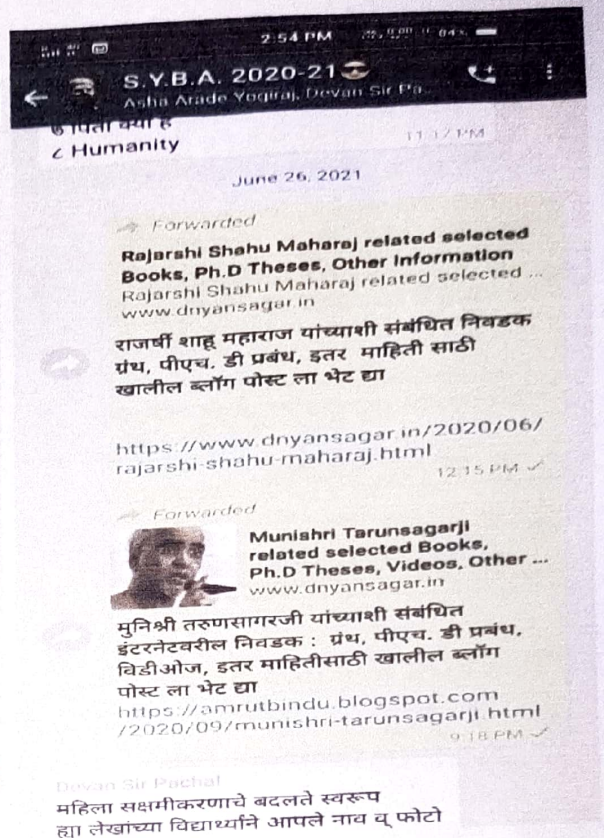 2:54 PM
S.Y.B.A. 2020-21😎
Asha Arade Yogiraj, Devan Sir Pa...
७ पिता क्या है
८ Humanity
11:17 PM
June 26, 2021
Forwarded
Rajarshi Shahu Maharaj related selected
Books, Ph.D Theses, Other Information
Rajarshi Shahu Maharaj related selected ...
www.dnyansagar.in
राजर्षी शाहू महाराज यांच्याशी संबंधित निवडक
ग्रंथ, पीएच. डी प्रबंध, इतर माहिती साठी
खालील ब्लॉग पोस्ट ला भेट द्या
https://www.dnyansagar.in/2020/06/
rajarshi-shahu-maharaj.html
12:15 PM
Forwarded
Munishri Tarunsagarji
related selected Books,
Ph.D Theses, Videos, Other ...
www.dnyansagar.in
मुनिश्री तरुणसागरजी यांच्याशी संबंधित
इंटरनेटवरील निवडक : ग्रंथ, पीएच. डी प्रबंध,
विडीओज, इतर माहितीसाठी खालील ब्लॉग
पोस्ट ला भेट द्या
https://amrutbindu.blogspot.com
/2020/09/munishri-tarunsagarji.html
9:18 PM
Devan Sir Pachal
महिला सक्षमीकरणाचे बदलते स्वरूप
ह्या लेखांच्या विद्यार्थ्याने आपले नाव व् फोटो